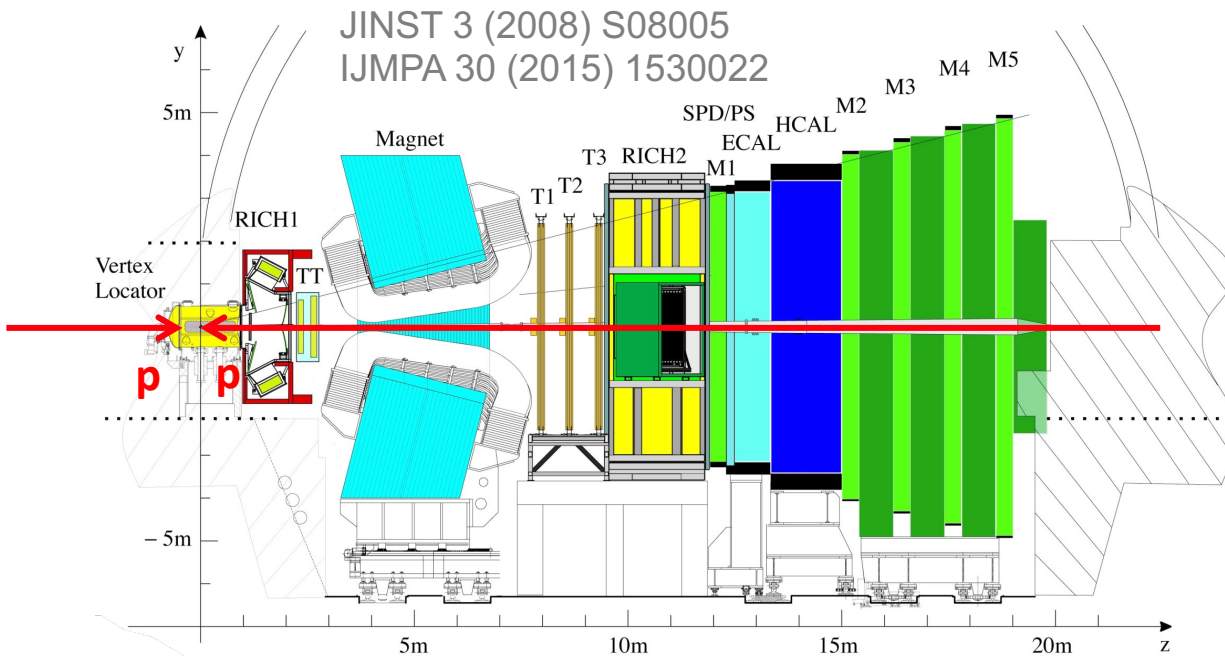 JINST 3 (2008) S08005
IJMPA 30 (2015) 1530022
y
5m
M5
M4
M3
M2
SPD/PS
HCAL
ECAL
Magnet
T3
RICH2
M1
T2
T1
RICH1
Vertex
Locator
TT
p
p
− 5m
5m
10m
15m
20m
z